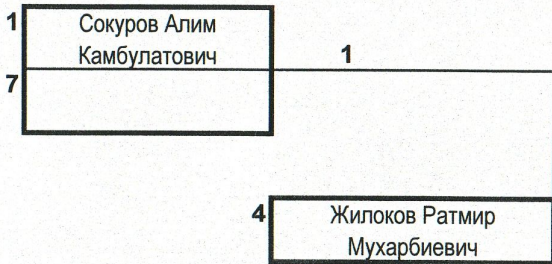 1 Сокуров Алим
Камбулатович 1
7
4 Жилоков Ратмир
Мухарбиевич